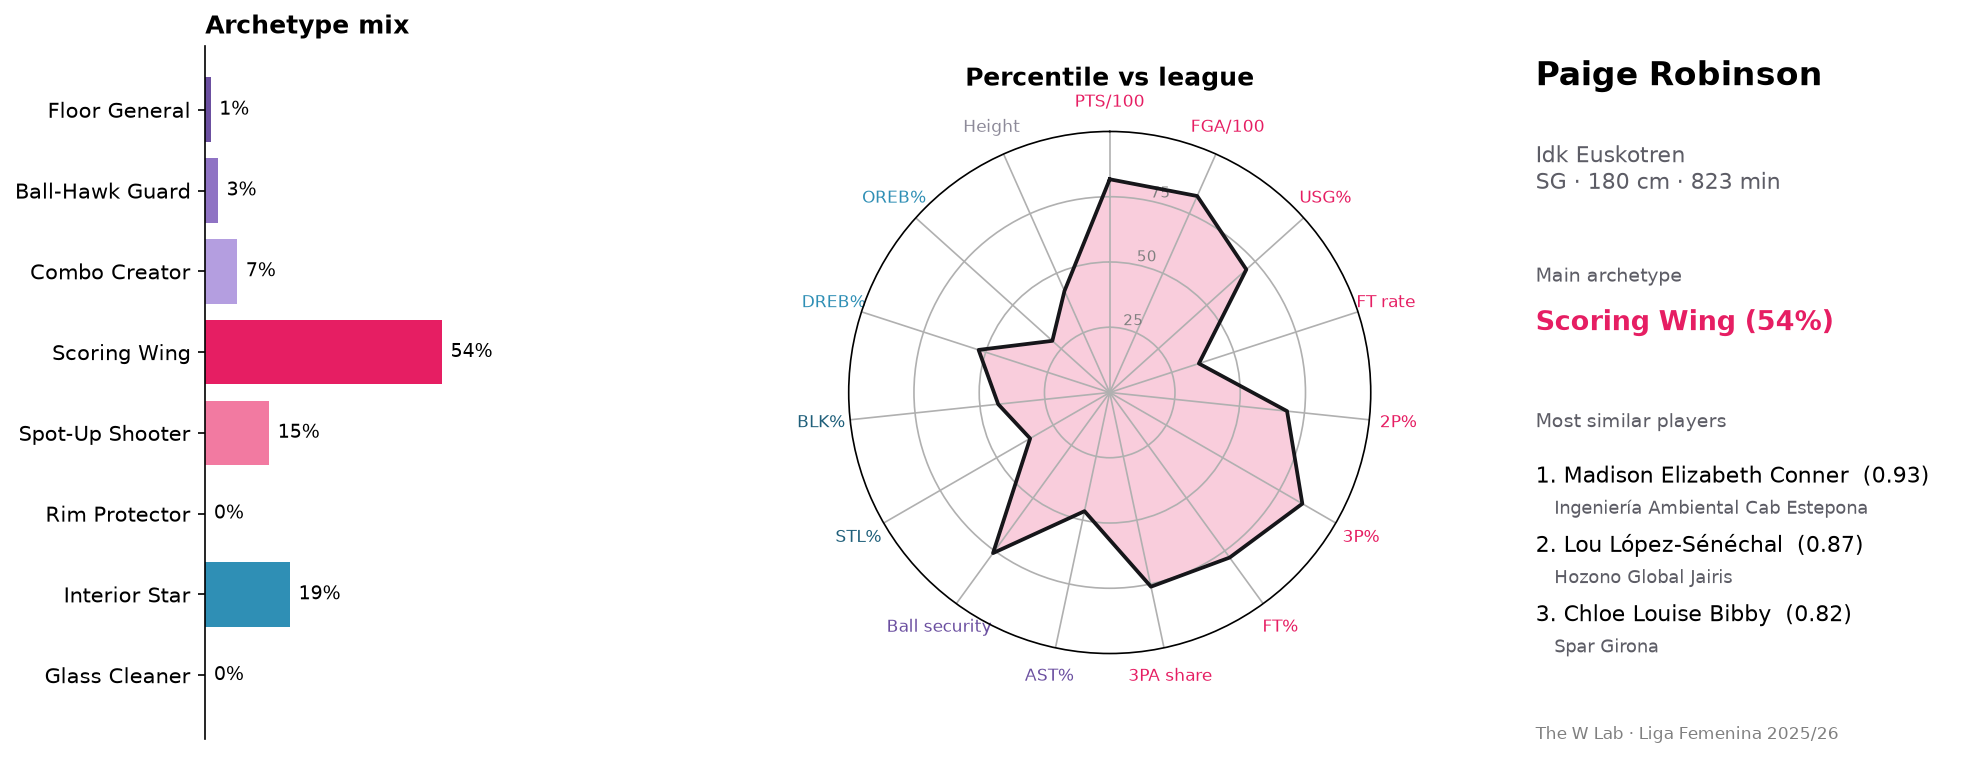 Archetype mix
Floor General
1%
Ball-Hawk Guard
3%
Combo Creator
7%
Scoring Wing
54%
Spot-Up Shooter
15%
Rim Protector
0%
Interior Star
19%
Glass Cleaner
0%
Percentile vs league
PTS/100
FGA/100
USG%
FT rate
2P%
3P%
FT%
3PA share
AST%
Ball security
STL%
BLK%
DREB%
OREB%
Height
75
50
25
Paige Robinson
Idk Euskotren
SG · 180 cm · 823 min
Main archetype
Scoring Wing (54%)
Most similar players
1. Madison Elizabeth Conner (0.93)
Ingeniería Ambiental Cab Estepona
2. Lou López-Sénéchal (0.87)
Hozono Global Jairis
3. Chloe Louise Bibby (0.82)
Spar Girona
The W Lab · Liga Femenina 2025/26